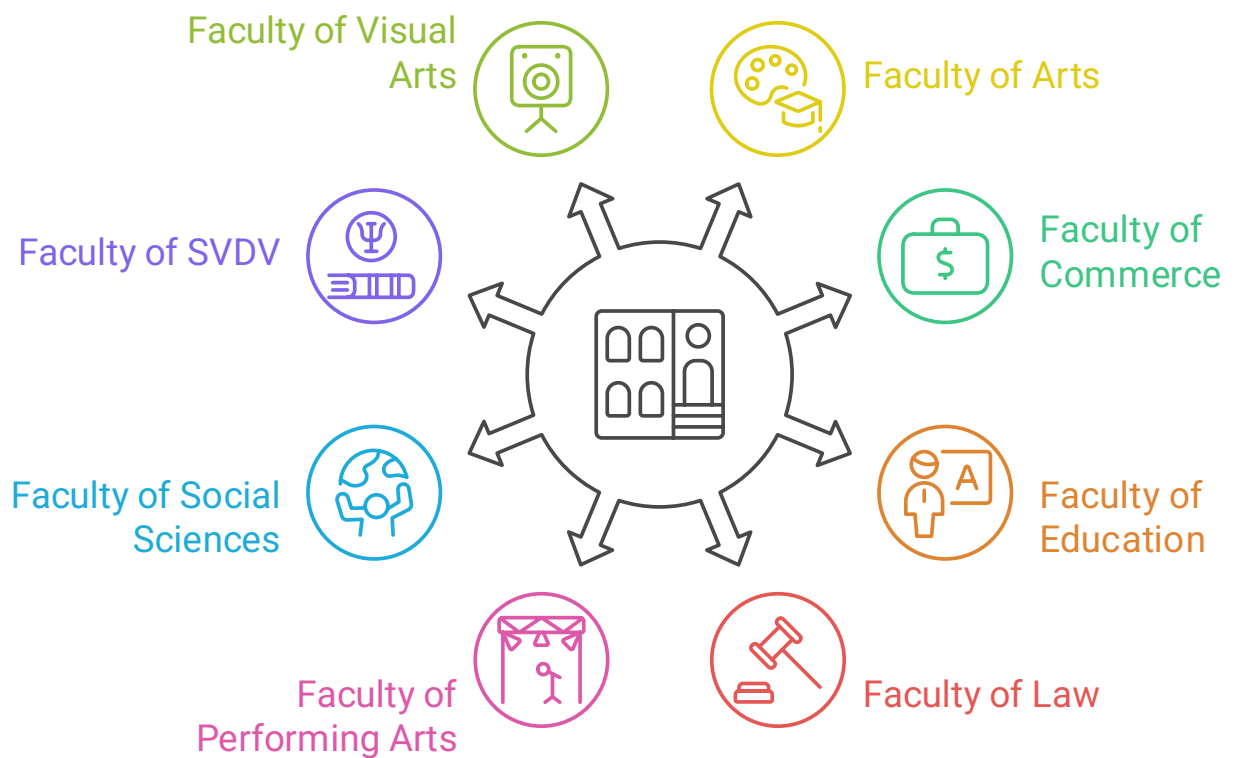 Faculty of Visual
Arts
Faculty of Arts
Faculty of SVDV
Faculty of
Commerce
Faculty of Social
Sciences
Faculty of
Education
Faculty of
Performing Arts
Faculty of Law
A
$
Ψ